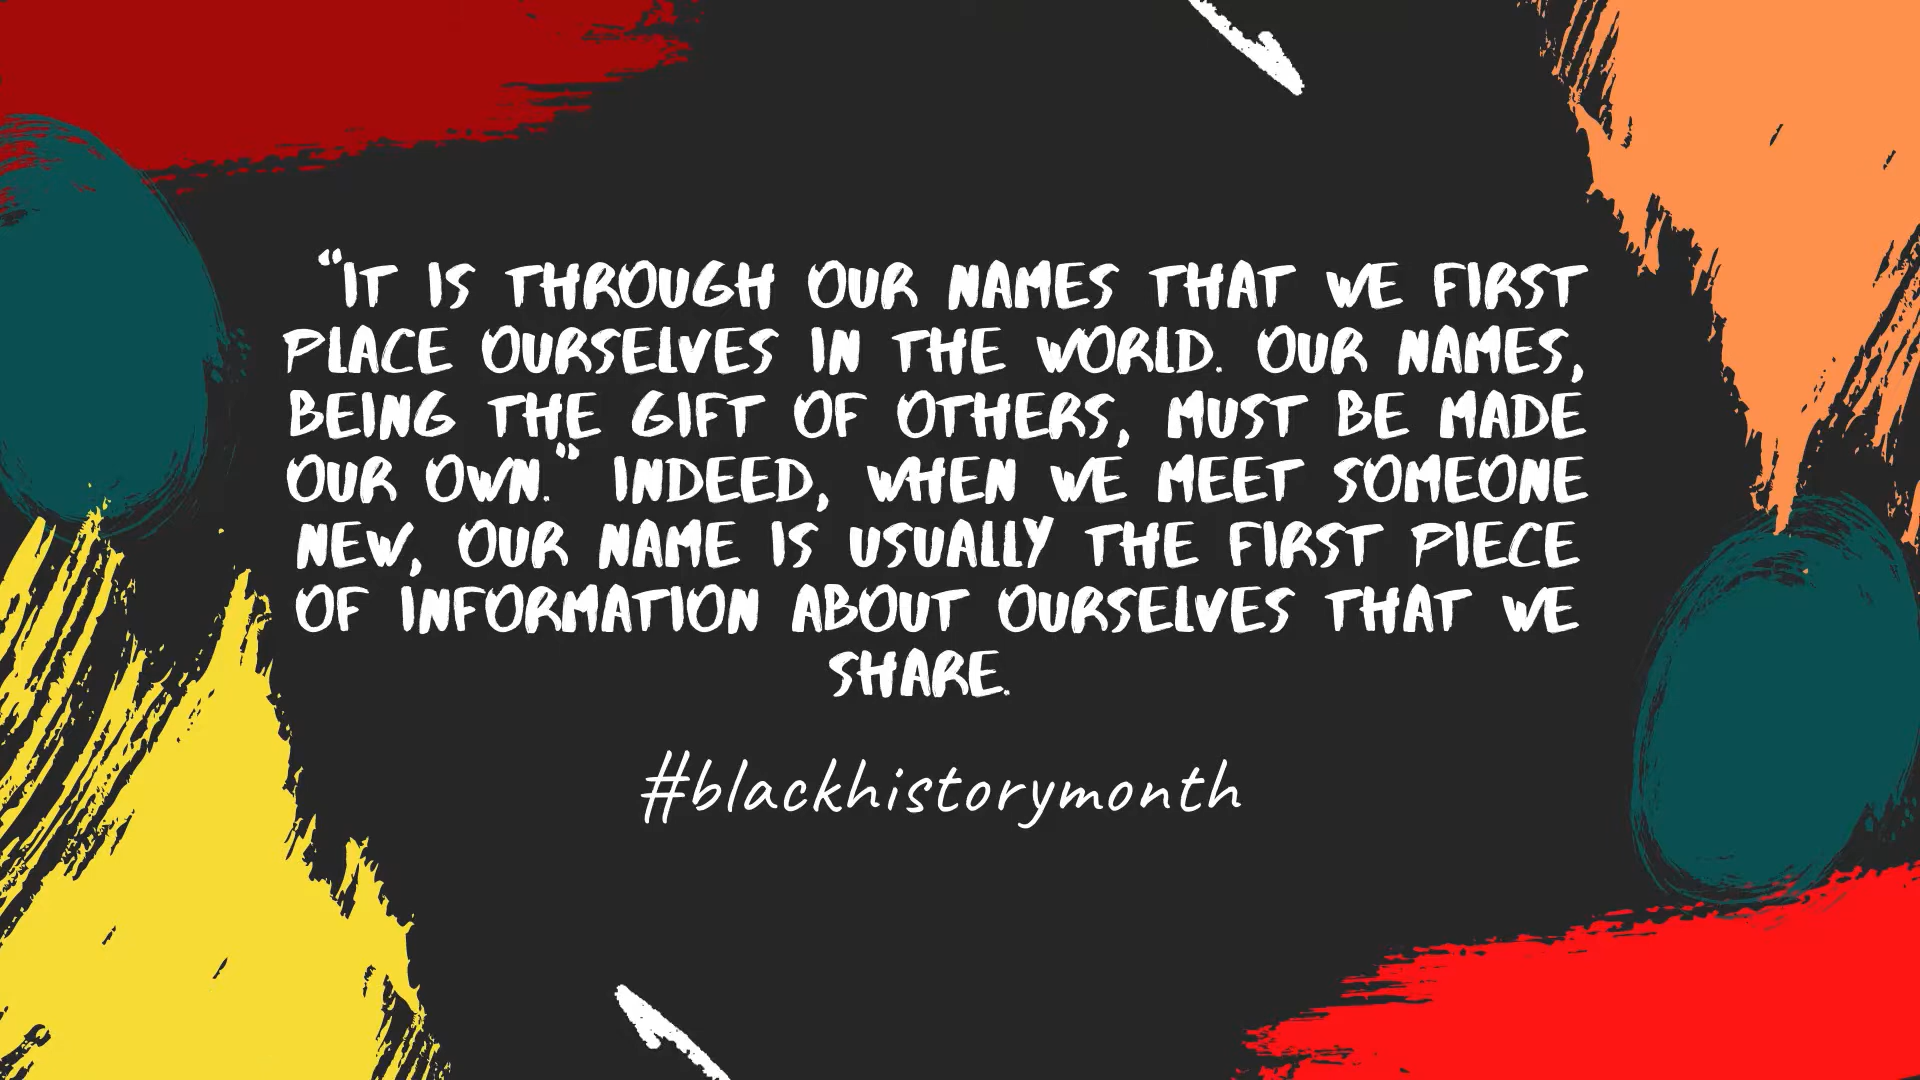 “IT IS THROUGH OUR NAMES THAT WE FIRST
PLACE OURSELVES IN THE WORLD. OUR NAMES,
BEING THE GIFT OF OTHERS, MUST BE MADE
OUR OWN.” INDEED, WHEN WE MEET SOMEONE
NEW, OUR NAME IS USUALLY THE FIRST PIECE
OF INFORMATION ABOUT OURSELVES THAT WE
SHARE.
#blackhistorymonth